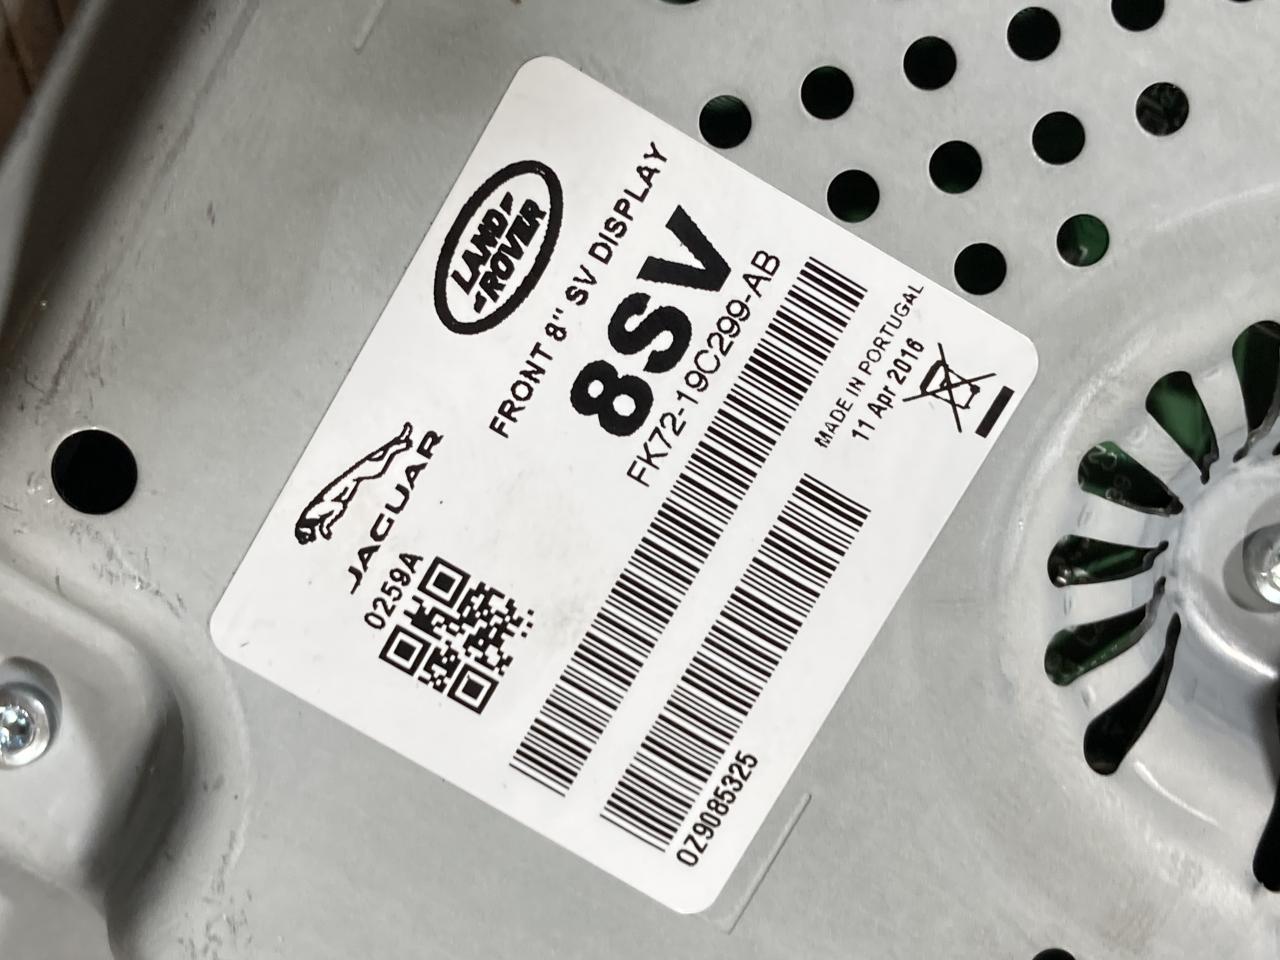 JAGUAR
LAND
ROVER
0259A
FRONT 8" SV DISPLAY
8SV
FK72-19C299-AB
MADE IN PORTUGAL
11 Apr 2016
0Z9085325